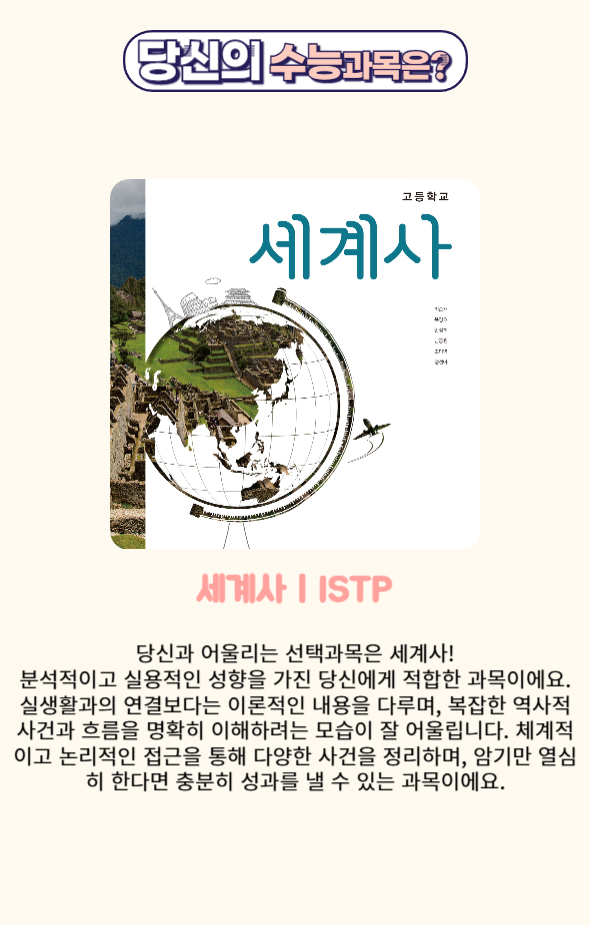 당신의 수능과목은?
고등학교
세계사
세계사 | ISTP
당신과 어울리는 선택과목은 세계사!
분석적이고 실용적인 성향을 가진 당신에게 적합한 과목이에요.
실생활과의 연결보다는 이론적인 내용을 다루며, 복잡한 역사적
사건과 흐름을 명확히 이해하려는 모습이 잘 어울립니다. 체계적
이고 논리적인 접근을 통해 다양한 사건을 정리하며, 암기만 열심
히 한다면 충분히 성과를 낼 수 있는 과목이에요.